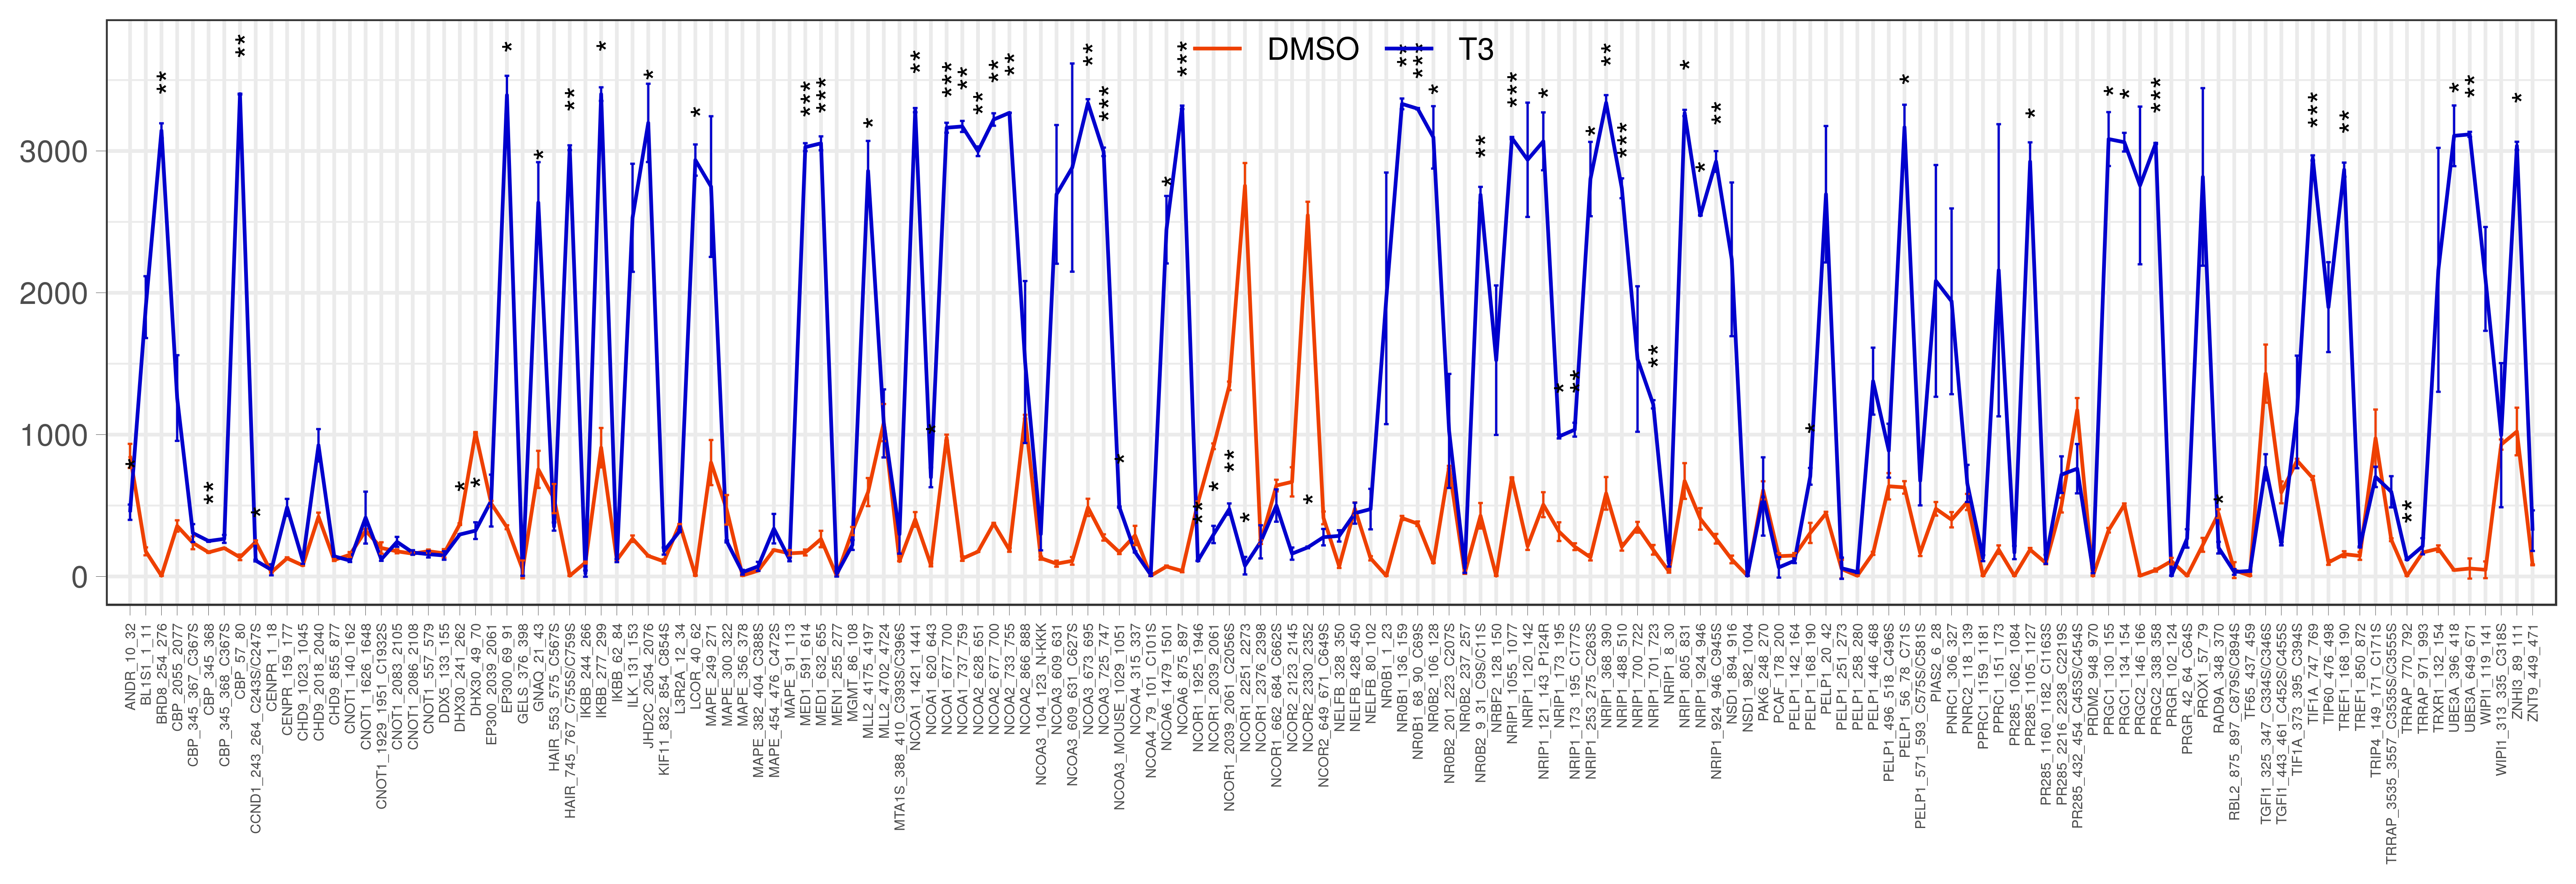 DMSO T3
3000
2000
1000
0
ANDR_10_32
BL1S1_1_11
BRD8_254_276
CBP_2055_2077
CBP_345_367_C367S
CBP_345_368
CBP_345_368_C367S
CBP_57_80
CCND1_243_264_C243S/C247S
CENPR_1_18
CENPR_159_177
CHD9_1023_1045
CHD9_2018_2040
CHD9_855_877
CNOT1_140_162
CNOT1_1626_1648
CNOT1_1929_1951_C1932S
CNOT1_2083_2105
CNOT1_2086_2108
CNOT1_557_579
DDX5_133_155
DHX30_241_262
DHX30_49_70
EP300_2039_2061
EP300_69_91
GELS_376_398
GNAQ_21_43
HAIR_553_575_C567S
HAIR_745_767_C755S/C759S
IKBB_244_266
IKBB_277_299
IKBB_62_84
ILK_131_153
JHD2C_2054_2076
KIF11_832_854_C854S
L3R2A_12_34
LCOR_40_62
MAPE_249_271
MAPE_300_322
MAPE_356_378
MAPE_382_404_C388S
MAPE_454_476_C472S
MAPE_91_113
MED1_591_614
MED1_632_655
MEN1_255_277
MGMT_86_108
MLL2_4175_4197
MLL2_4702_4724
MTA1S_388_410_C393S/C396S
NCOA1_1421_1441
NCOA1_620_643
NCOA1_677_700
NCOA1_737_759
NCOA2_628_651
NCOA2_677_700
NCOA2_733_755
NCOA2_866_888
NCOA3_104_123_N-KKK
NCOA3_609_631
NCOA3_609_631_C627S
NCOA3_673_695
NCOA3_725_747
NCOA3_MOUSE_1029_1051
NCOA4_315_337
NCOA4_79_101_C101S
NCOA6_1479_1501
NCOA6_875_897
NCOR1_1925_1946
NCOR1_2039_2061
NCOR1_2039_2061_C2056S
NCOR1_2251_2273
NCOR1_2376_2398
NCOR1_662_684_C662S
NCOR2_2123_2145
NCOR2_2330_2352
NCOR2_649_671_C649S
NELFB_328_350
NELFB_428_450
NELFB_80_102
NR0B1_1_23
NR0B1_136_159
NR0B1_68_90_C69S
NR0B2_106_128
NR0B2_201_223_C207S
NR0B2_237_257
NR0B2_9_31_C9S/C11S
NRBF2_128_150
NRIP1_1055_1077
NRIP1_120_142
NRIP1_121_143_P124R
NRIP1_173_195
NRIP1_173_195_C177S
NRIP1_253_275_C263S
NRIP1_368_390
NRIP1_488_510
NRIP1_700_722
NRIP1_701_723
NRIP1_8_30
NRIP1_805_831
NRIP1_924_946
NRIP1_924_946_C945S
NSD1_894_916
NSD1_982_1004
PAK6_248_270
PCAF_178_200
PELP1_142_164
PELP1_168_190
PELP1_20_42
PELP1_251_273
PELP1_258_280
PELP1_446_468
PELP1_496_518_C496S
PELP1_56_78_C71S
PELP1_571_593_C575S/C581S
PIAS2_6_28
PNRC1_306_327
PNRC2_118_139
PPRC1_1159_1181
PPRC1_151_173
PR285_1062_1084
PR285_1105_1127
PR285_1160_1182_C1163S
PR285_2216_2238_C2219S
PR285_432_454_C453S/C454S
PRDM2_948_970
PRGC1_130_155
PRGC1_134_154
PRGC2_146_166
PRGC2_338_358
PRGR_102_124
PRGR_42_64_C64S
PROX1_57_79
RAD9A_348_370
RBL2_875_897_C879S/C894S
TF65_437_459
TGFI1_325_347_C334S/C346S
TGFI1_443_461_C452S/C455S
TIF1A_373_395_C394S
TIF1A_747_769
TIP60_476_498
TREF1_168_190
TREF1_850_872
TRIP4_149_171_C171S
TRRAP_3535_3557_C3535S/C3555S
TRRAP_770_792
TRRAP_971_993
TRXR1_132_154
UBE3A_396_418
UBE3A_649_671
WIPI1_119_141
WIPI1_313_335_C318S
ZNHI3_89_111
ZNT9_449_471